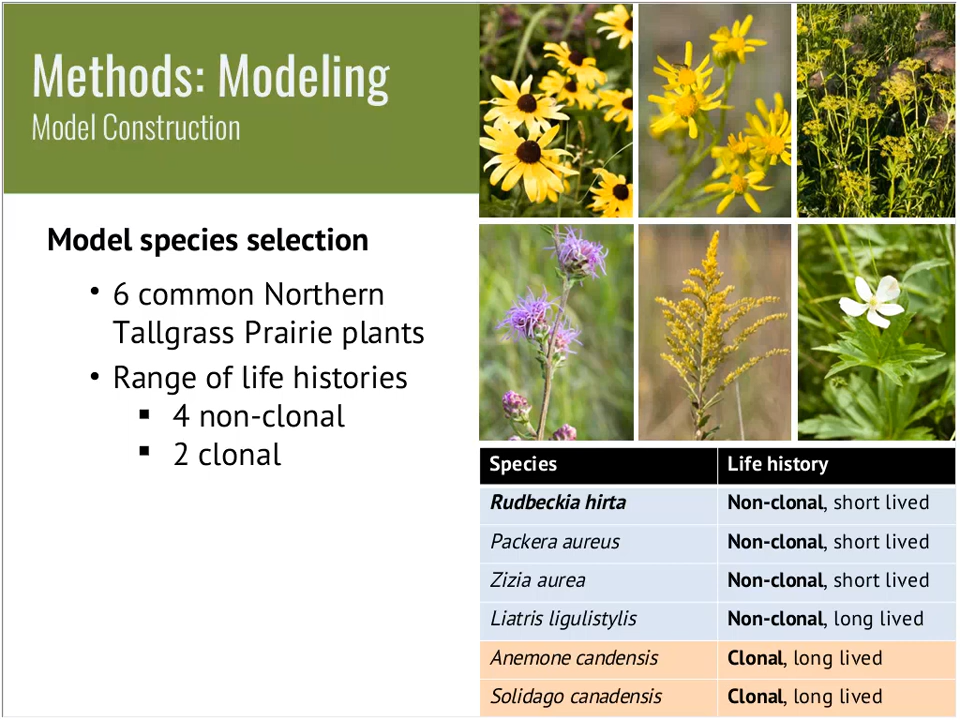 Methods: Modeling
Model Construction
Model species selection
• 6 common Northern
Tallgrass Prairie plants
• Range of life histories
▪ 4 non-clonal
▪ 2 clonal
Species Life history
Rudbeckia hirta Non-clonal, short lived
Packera aureus Non-clonal, short lived
Zizia aurea Non-clonal, short lived
Liatris ligulistylis Non-clonal, long lived
Anemone candensis Clonal, long lived
Solidago canadensis Clonal, long lived